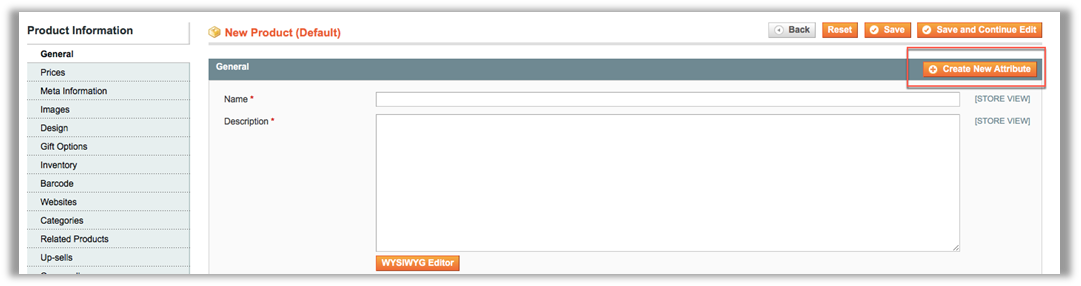 Product Information
General
Prices
Meta Information
Images
Design
Gift Options
Inventory
Barcode
Websites
Categories
Related Products
Up-sells
New Product (Default)
Back
Reset
Save
Save and Continue Edit
General
Create New Attribute
Name *
[STORE VIEW]
Description *
[STORE VIEW]
WYSIWYG Editor